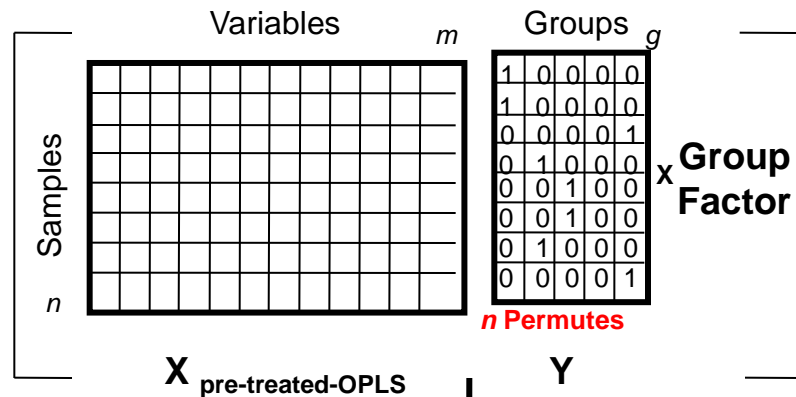 Variables
m
Groups
g
Samples
n
1 0 0 0 0
1 0 0 0 0
0 0 0 0 1
0 1 0 0 0
0 0 1 0 0
0 0 1 0 0
0 1 0 0 0
0 0 0 0 1
x Group
Factor
n Permutes
X pre-treated-OPLS
Y